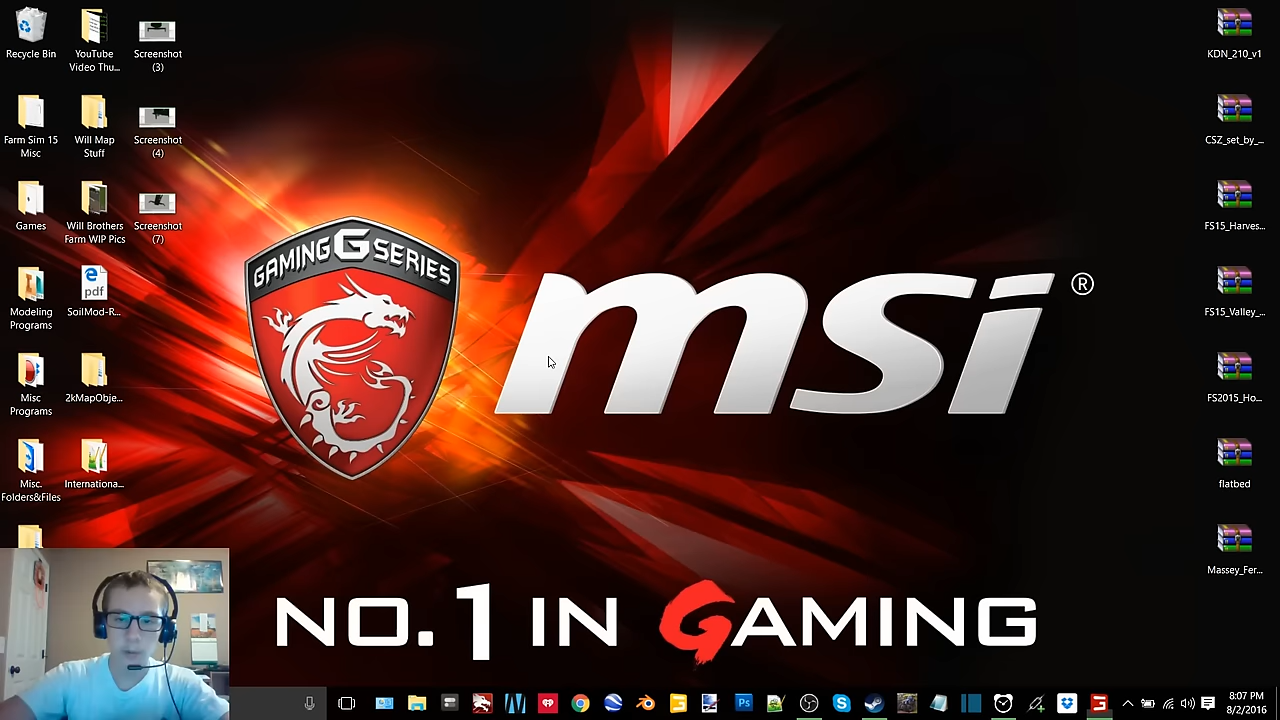 Recycle Bin
YouTube
Video Thu...
Screenshot
(3)
Farm Sim 15
Misc
Will Map
Stuff
Screenshot
(4)
Games
Will Brothers
Farm WIP Pics
Screenshot
(7)
Modeling
Programs
pdf
SoilMod-R...
Misc
Programs
2kMapObje...
Misc.
Folders&Files
Internationa...
GAMING G SERIES
msi
®
NO.1 IN GAMING
KDN_210_v1
CSZ_set_by_...
FS15_Harves...
FS15_Valley_...
FS2015_Ho...
flatbed
Massey_Fer...
Ps
8:07 PM
8/2/2016